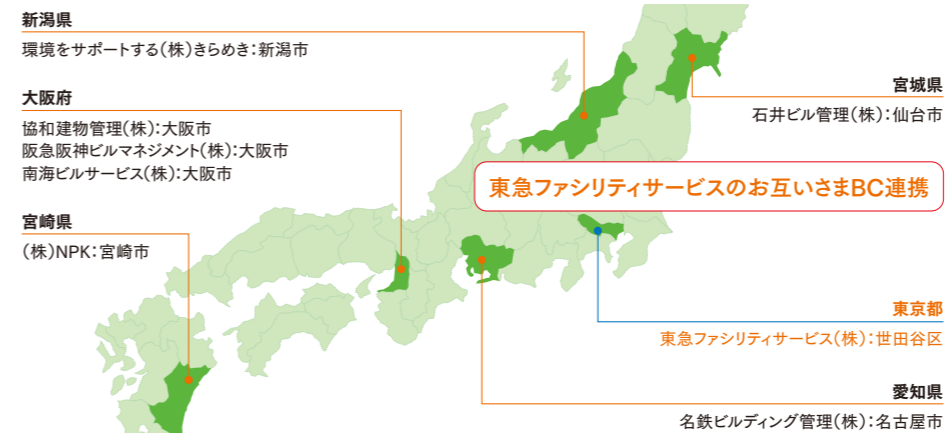 新潟県
環境をサポートする(株)きらめき:新潟市
大阪府
協和建物管理(株):大阪市
阪急阪神ビルマネジメント(株):大阪市
南海ビルサービス(株):大阪市
宮崎県
(株)NPK:宮崎市
宮城県
石井ビル管理(株):仙台市
東急ファシリティサービスのお互いさまBC連携
東京都
東急ファシリティサービス(株):世田谷区
愛知県
名鉄ビルディング管理(株):名古屋市